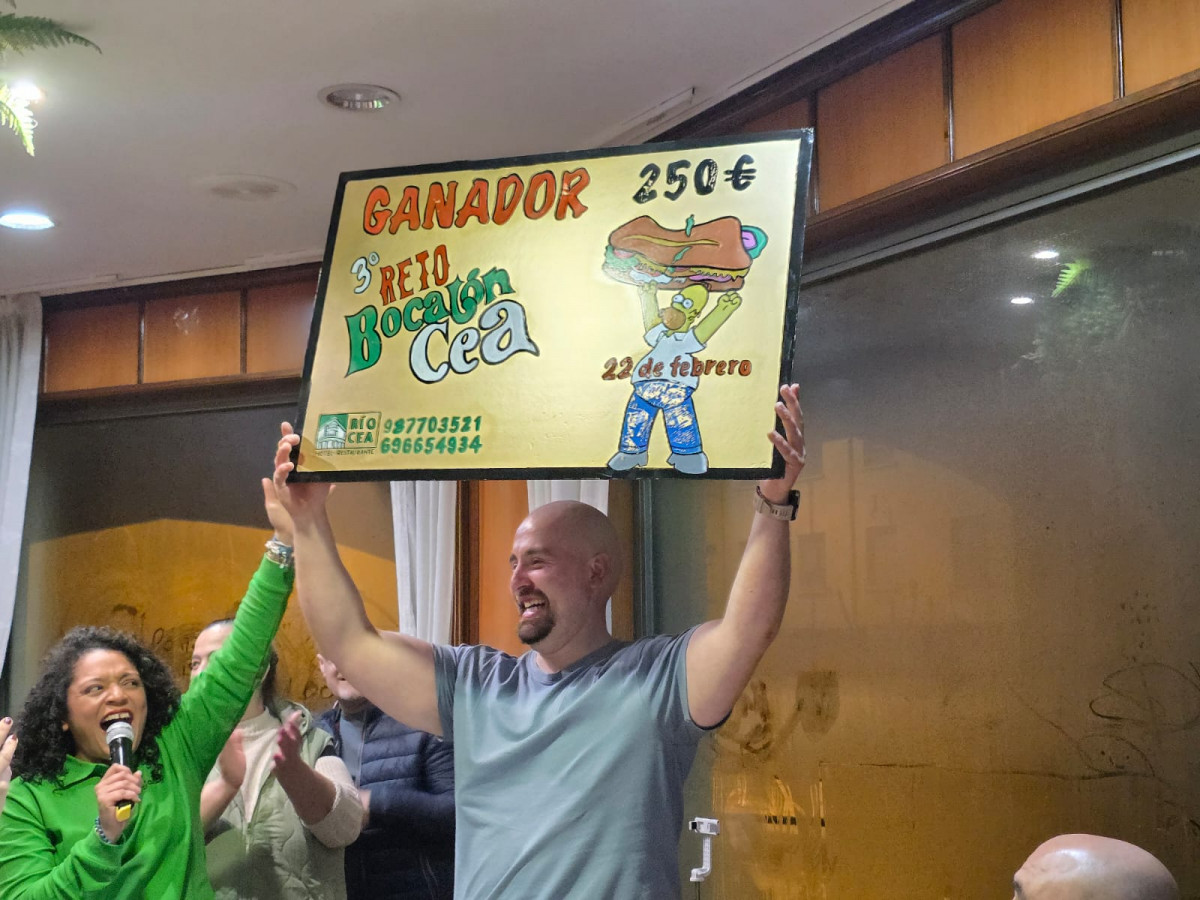 GANADOR
250 €
3º RETO
Bocatón
Cea
22 de febrero
RÍO
CEA
987703521
696654934